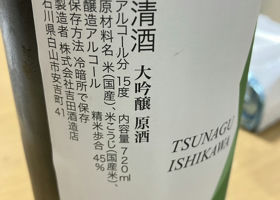 清酒 大吟醸 原酒
アルコール分 15度 内容量 720ml
原材料名 米(国産)、米こうじ(国産米)、
醸造アルコール 精米歩合 45%
保存方法 冷暗所で保存
製造者 株式会社吉田酒造店
石川県白山市安吉町41
TSUNAGU
ISHIKAWA